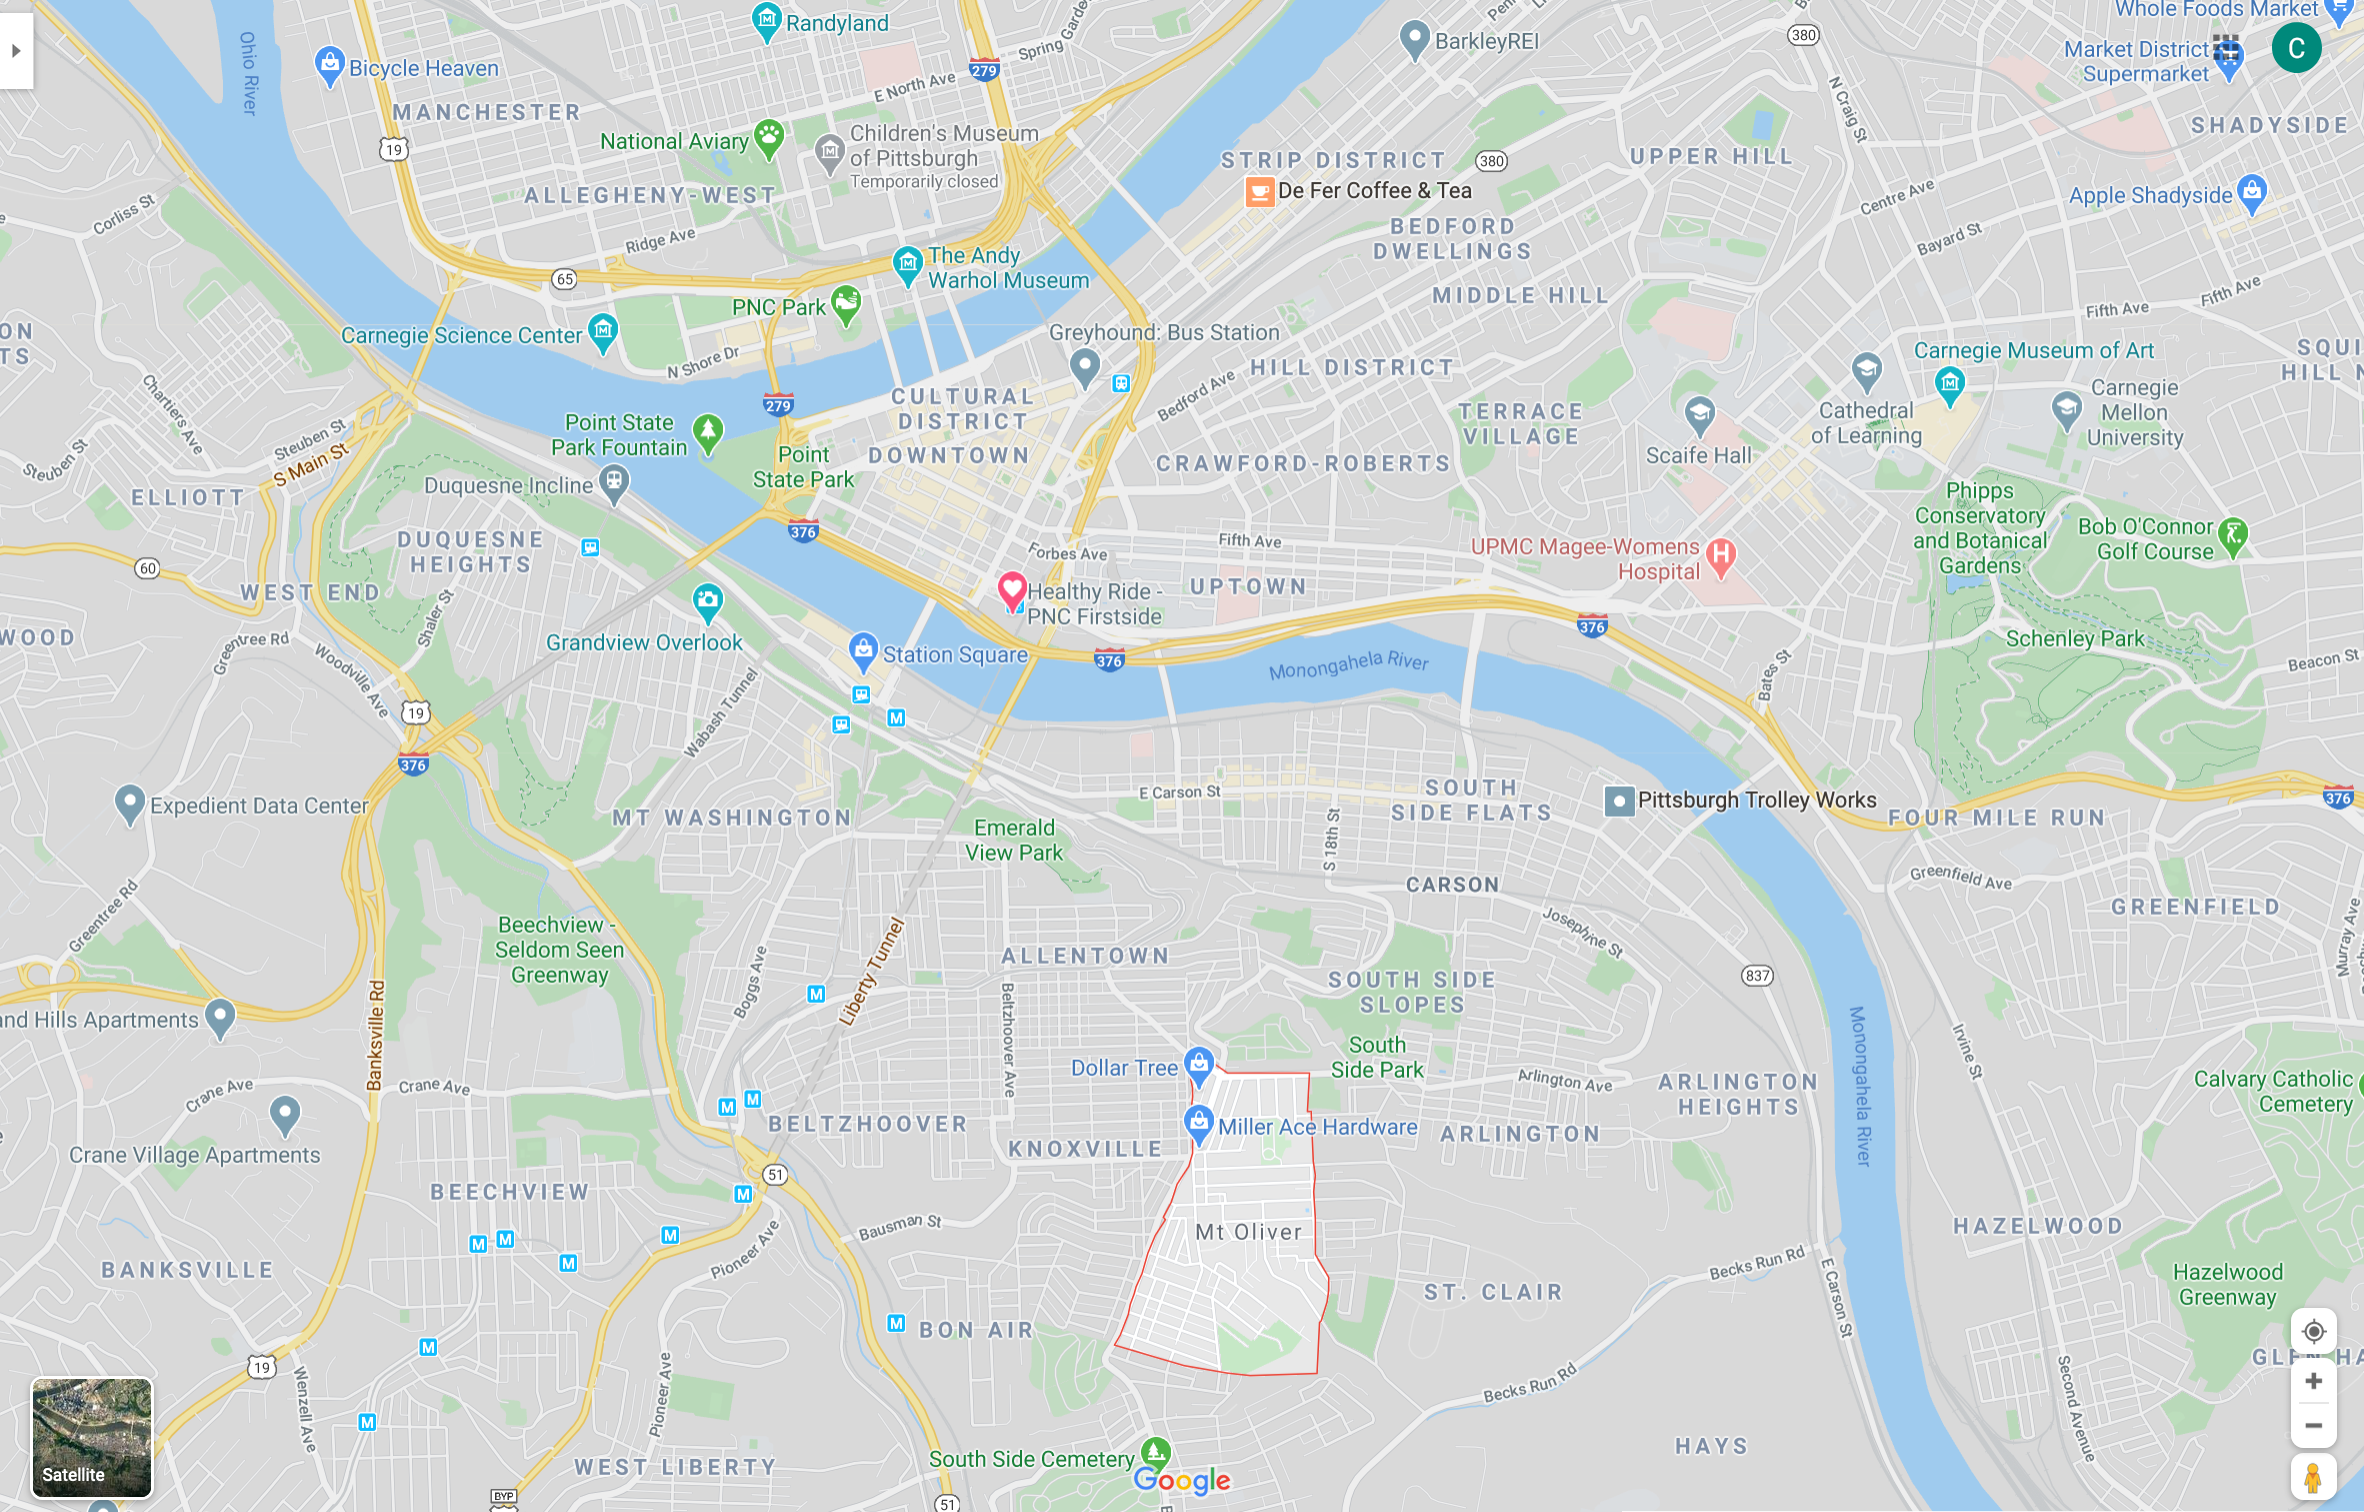 Ohio River
Bicycle Heaven
MANCHESTER
19
Randyland
National Aviary
Children's Museum
of Pittsburgh
Temporarily closed
E North Ave
279
Spring Garde
BarkleyREI
380
Whole Foods Market
Market District
Supermarket
C
N Craig St
SHADYSIDE
STRIP DISTRICT
380
UPPER HILL
De Fer Coffee & Tea
Apple Shadyside
Centre Ave
Bayard St
ALLEGHENY-WEST
Corliss St
Ridge Ave
BEDFORD
DWELLINGS
65
The Andy
Warhol Museum
PNC Park
MIDDLE HILL
Fifth Ave
Fifth Ave
Carnegie Science Center
N Shore Dr
Greyhound: Bus Station
ON
TS
SQUI
HILL N
Carnegie Museum of Art
HILL DISTRICT
Chartiers Ave
Bedford Ave
CULTURAL
DISTRICT
279
TERRACE
VILLAGE
Scaife Hall
Cathedral
of Learning
Carnegie
Mellon
University
Point State
Park Fountain
Steuben St
Steuben St
S Main St
DOWNTOWN
Point
State Park
CRAWFORD-ROBERTS
Duquesne Incline
ELLIOTT
Phipps
Conservatory
and Botanical
Gardens
Bob O'Connor
Golf Course
DUQUESNE
HEIGHTS
376
Forbes Ave
Fifth Ave
UPMC Magee-Womens
Hospital
60
WEST END
UPTOWN
Healthy Ride -
PNC Firstside
Shaler St
WOOD
Greentree Rd
Woodville Ave
Grandview Overlook
Station Square
376
376
Monongahela River
Schenley Park
Beacon St
Bates St
Wabash Tunnel
19
376
M
Expedient Data Center
MT WASHINGTON
E Carson St
SOUTH
SIDE FLATS
Pittsburgh Trolley Works
FOUR MILE RUN
376
Emerald
View Park
S 18th St
CARSON
Greenfield Ave
GREENFIELD
Murray Ave
Greentree Rd
Beechview -
Seldom Seen
Greenway
Liberty Tunnel
Boggs Ave
ALLENTOWN
Josephine St
SOUTH SIDE
SLOPES
837
M
Beltzhoover Ave
Banksville Rd
and Hills Apartments
Monongahela River
Irvine St
Dollar Tree
South
Side Park
Arlington Ave
ARLINGTON
HEIGHTS
Calvary Catholic
Cemetery
Crane Ave
Crane Ave
M
M
BELTZHOOVER
Miller Ace Hardware
ARLINGTON
KNOXVILLE
Crane Village Apartments
51
BEECHVIEW
M
M
M
M
M
Pioneer Ave
Bausman St
Mt Oliver
HAZELWOOD
BANKSVILLE
Becks Run Rd
E Carson St
ST. CLAIR
Hazelwood
Greenway
M
BON AIR
M
GLEN HA
19
Wenzell Ave
Pioneer Ave
Becks Run Rd
Second Avenue
M
HAYS
South Side Cemetery
WEST LIBERTY
Satellite
Google
BYP
51